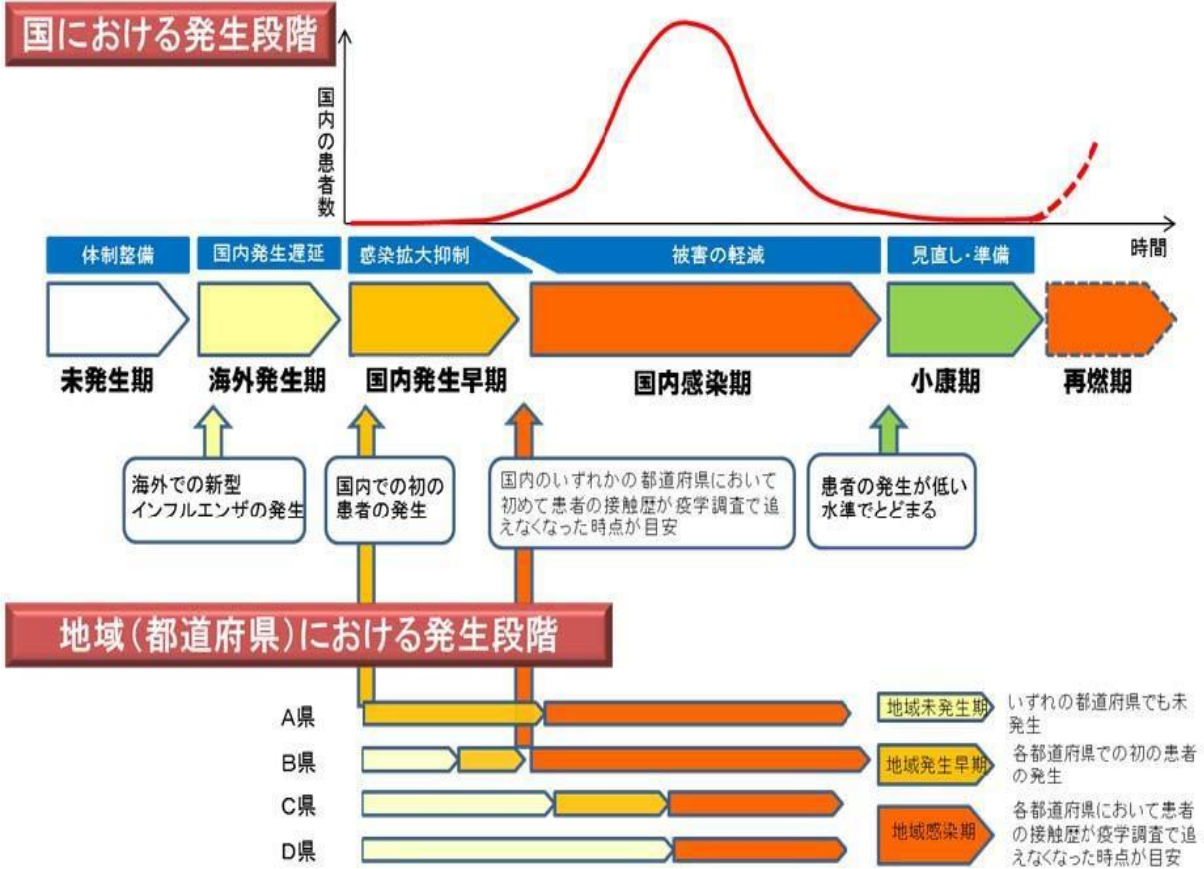 国における発生段階
国内の患者数
時間
体制整備
国内発生遅延
感染拡大抑制
被害の軽減
見直し・準備
未発生期
海外発生期
国内発生早期
国内感染期
小康期
再燃期
海外での新型
インフルエンザの発生
国内での初の
患者の発生
国内のいずれかの都道府県において
初めて患者の接触歴が疫学調査で追
えなくなった時点が目安
患者の発生が低い
水準でとどまる
地域(都道府県)における発生段階
A県
B県
C県
D県
地域未発生期
いずれの都道府県でも未
発生
地域発生早期
各都道府県での初の患者
の発生
地域感染期
各都道府県において患者
の接触歴が疫学調査で追
えなくなった時点が目安